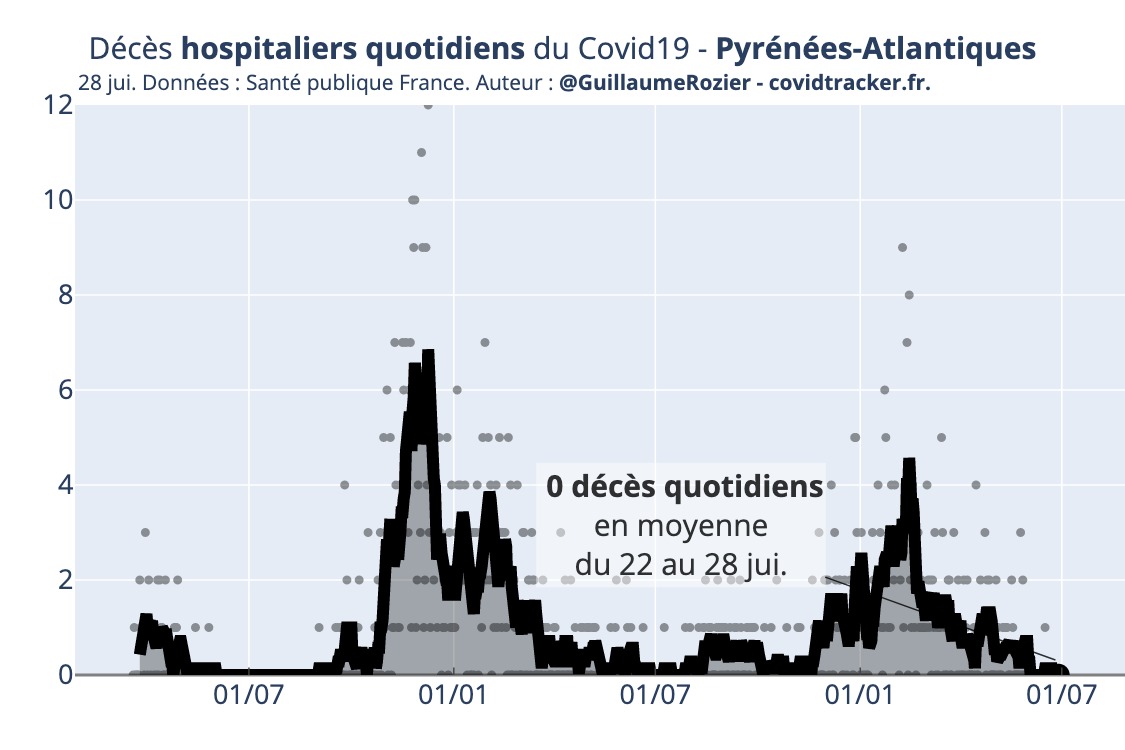 Décès hospitaliers quotidiens du Covid19 - Pyrénées-Atlantiques
28 jui. Données : Santé publique France. Auteur : @GuillaumeRozier - covidtracker.fr.
12
10
8
6
4
2
0
0 décès quotidiens
en moyenne
du 22 au 28 jui.
01/07 01/01 01/07 01/01 01/07